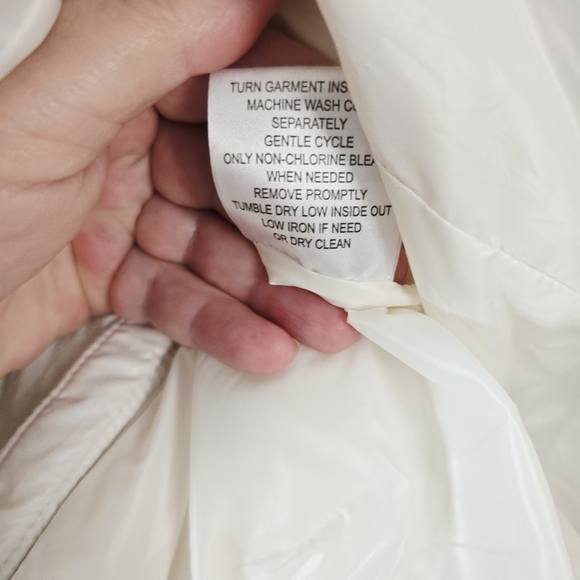 TURN GARMENT INS
MACHINE WASH CO
SEPARATELY
GENTLE CYCLE
ONLY NON-CHLORINE BLEA
WHEN NEEDED
REMOVE PROMPTLY
TUMBLE DRY LOW INSIDE OUT
LOW IRON IF NEED
OR DRY CLEAN